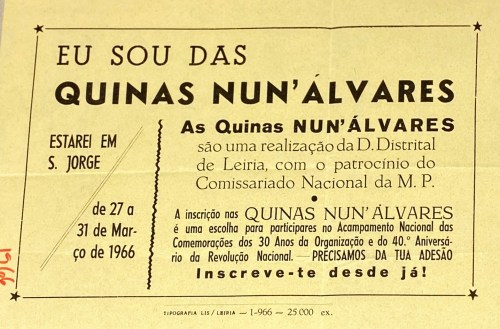 EU SOU DAS
QUINAS NUN'ÁLVARES
ESTAREI EM
S. JORGE
de 27 a
31 de Mar-
ço de 1966
As Quinas NUN'ÁLVARES
são uma realização da D. Distrital
de Leiria, com o patrocínio do
Comissariado Nacional da M. P.
A inscrição nas QUINAS NUN'ÁLVARES
é uma escolha para participares no Acampamento Nacional das
Comemorações dos 30 Anos da Organização e do 40.º Aniversá-
rio da Revolução Nacional. — PRECISAMOS DA TUA ADESÃO
Inscreve-te desde já!
TIPOGRAFIA LIS / LEIRIA — 1-966 — 25 000 ex.